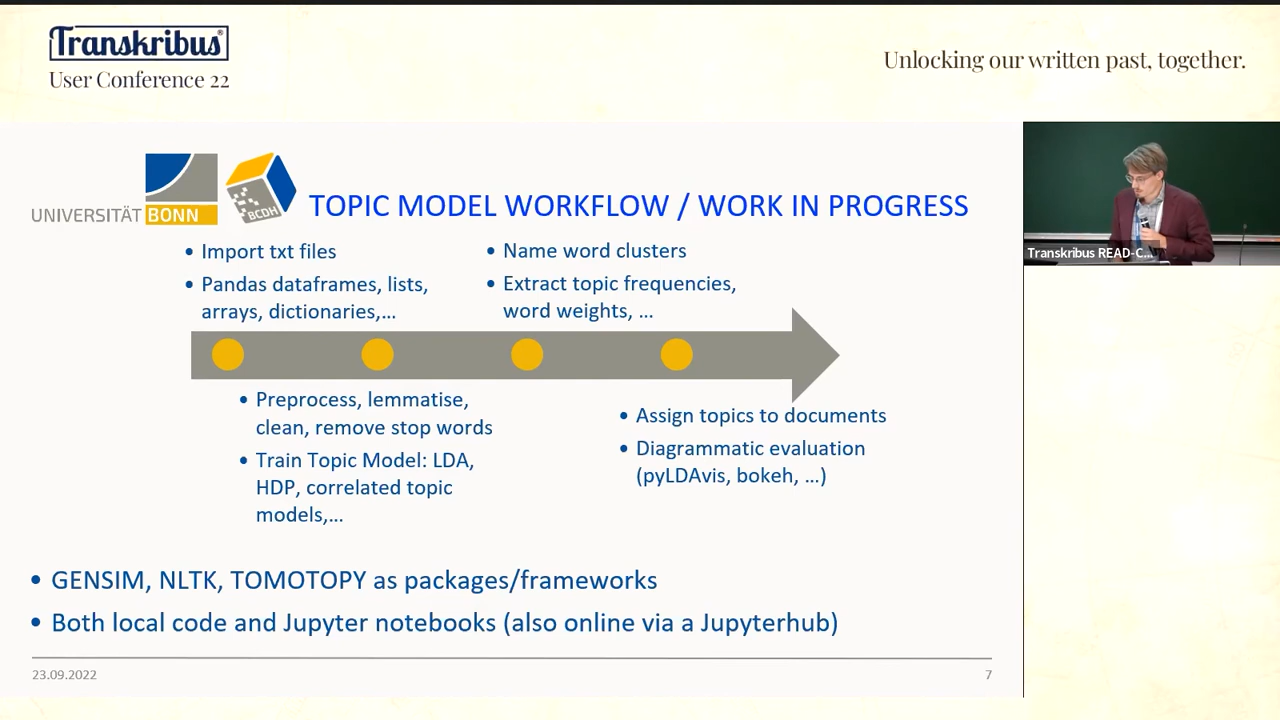 Transkribus®
User Conference 22
Unlocking our written past, together.
UNIVERSITÄT BONN
BCDH
TOPIC MODEL WORKFLOW / WORK IN PROGRESS
• Import txt files
• Pandas dataframes, lists,
arrays, dictionaries,...
• Name word clusters
• Extract topic frequencies,
word weights, ...
• Preprocess, lemmatise,
clean, remove stop words
• Train Topic Model: LDA,
HDP, correlated topic
models,...
• Assign topics to documents
• Diagrammatic evaluation
(pyLDAvis, bokeh, ...)
• GENSIM, NLTK, TOMOTOPY as packages/frameworks
• Both local code and Jupyter notebooks (also online via a Jupyterhub)
23.09.2022
7
Transkribus READ-C...